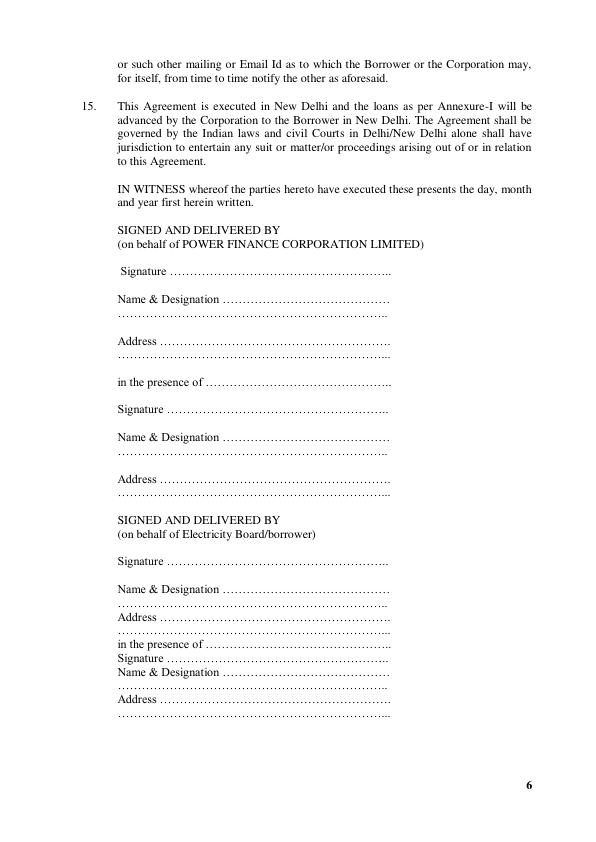 or such other mailing or Email Id as to which the Borrower or the Corporation may,
for itself, from time to time notify the other as aforesaid.
15. This Agreement is executed in New Delhi and the loans as per Annexure-I will be
advanced by the Corporation to the Borrower in New Delhi. The Agreement shall be
governed by the Indian laws and civil Courts in Delhi/New Delhi alone shall have
jurisdiction to entertain any suit or matter/or proceedings arising out of or in relation
to this Agreement.
IN WITNESS whereof the parties hereto have executed these presents the day, month
and year first herein written.
SIGNED AND DELIVERED BY
(on behalf of POWER FINANCE CORPORATION LIMITED)
Signature ………………………………………………..
Name & Designation ……………………………………
…………………………………………………………..
Address ………………………………………………….
…………………………………………………………...
in the presence of ………………………………………..
Signature ………………………………………………..
Name & Designation ……………………………………
…………………………………………………………..
Address ………………………………………………….
…………………………………………………………...
SIGNED AND DELIVERED BY
(on behalf of Electricity Board/borrower)
Signature ………………………………………………..
Name & Designation ……………………………………
…………………………………………………………..
Address ………………………………………………….
…………………………………………………………...
in the presence of ………………………………………..
Signature ………………………………………………..
Name & Designation ……………………………………
…………………………………………………………..
Address ………………………………………………….
…………………………………………………………...
6